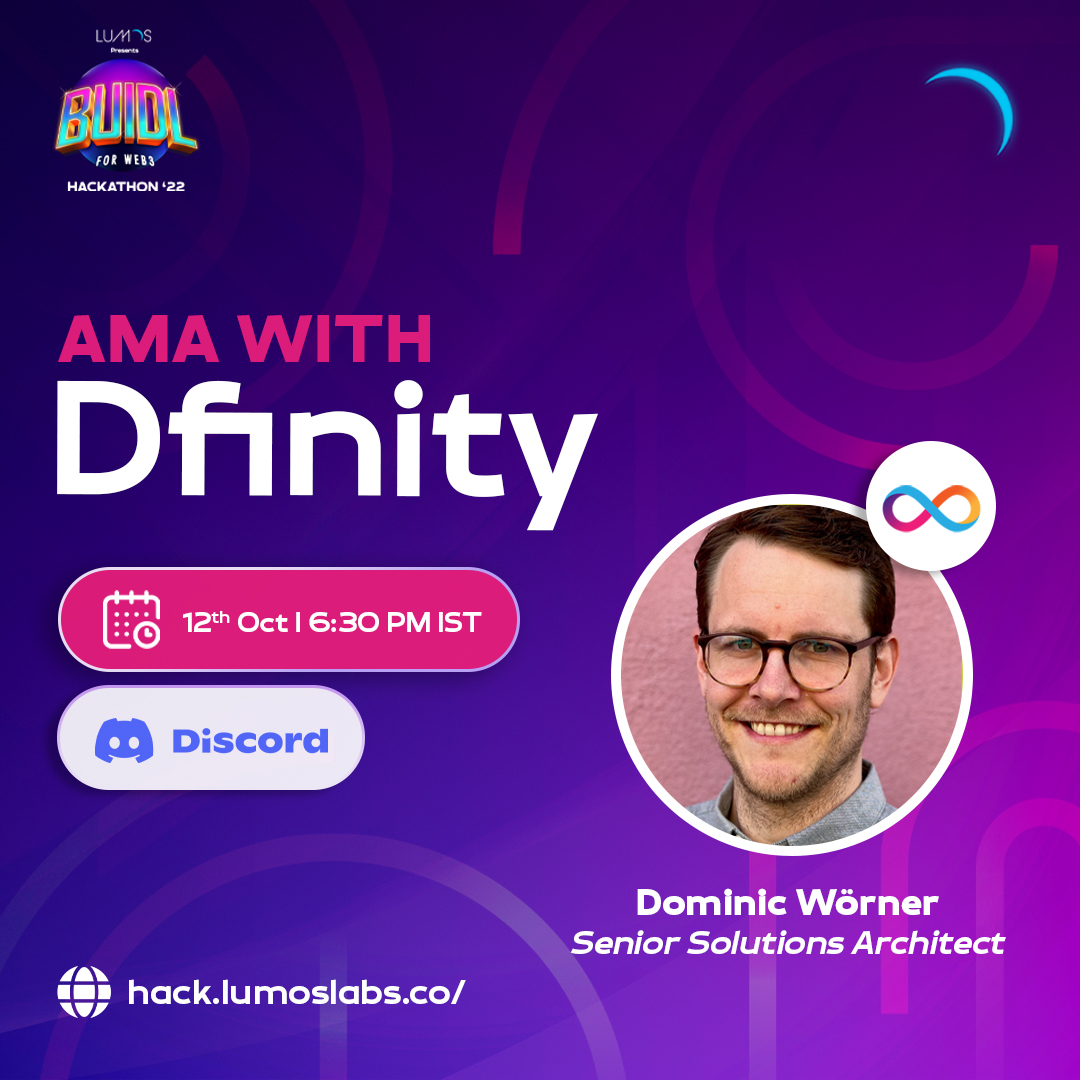 LUMOS
Presents
BUIDL
FOR WEB3
HACKATHON ‘22
AMA WITH
Dfinity
12th Oct | 6:30 PM IST
Discord
Dominic Wörner
Senior Solutions Architect
hack.lumoslabs.co/